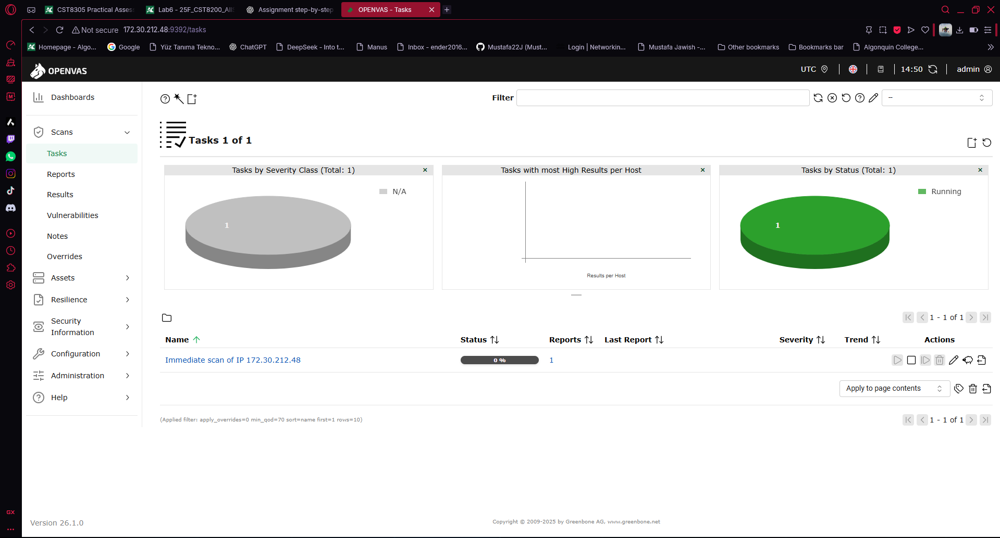 CST8305 Practical Assess
Lab6 - 25F_CST8200_AllS
Assignment step-by-step
OPENVAS - Tasks
Not secure 172.30.212.48:9392/tasks
Homepage - Algo...
Google
Yüz Tanıma Tekno...
ChatGPT
DeepSeek - Into t...
Manus
Inbox - ender2016...
Mustafa22J (Must...
Login | Networkin...
Mustafa Jawish -...
Other bookmarks
Bookmarks bar
Algonquin College...
OPENVAS
UTC
14:50
admin
Dashboards
Scans
Tasks
Reports
Results
Vulnerabilities
Notes
Overrides
Assets
Resilience
Security
Information
Configuration
Administration
Help
Version 26.1.0
GX
Filter
--
Tasks 1 of 1
Tasks by Severity Class (Total: 1)
N/A
1
Tasks with most High Results per Host
Results per Host
Tasks by Status (Total: 1)
Running
1
1 - 1 of 1
Name Status Reports Last Report Severity Trend Actions
Immediate scan of IP 172.30.212.48 0 % 1
Apply to page contents
(Applied filter: apply_overrides=0 min_qod=70 sort=name first=1 rows=10)
1 - 1 of 1
Copyright © 2009-2025 by Greenbone AG, www.greenbone.net